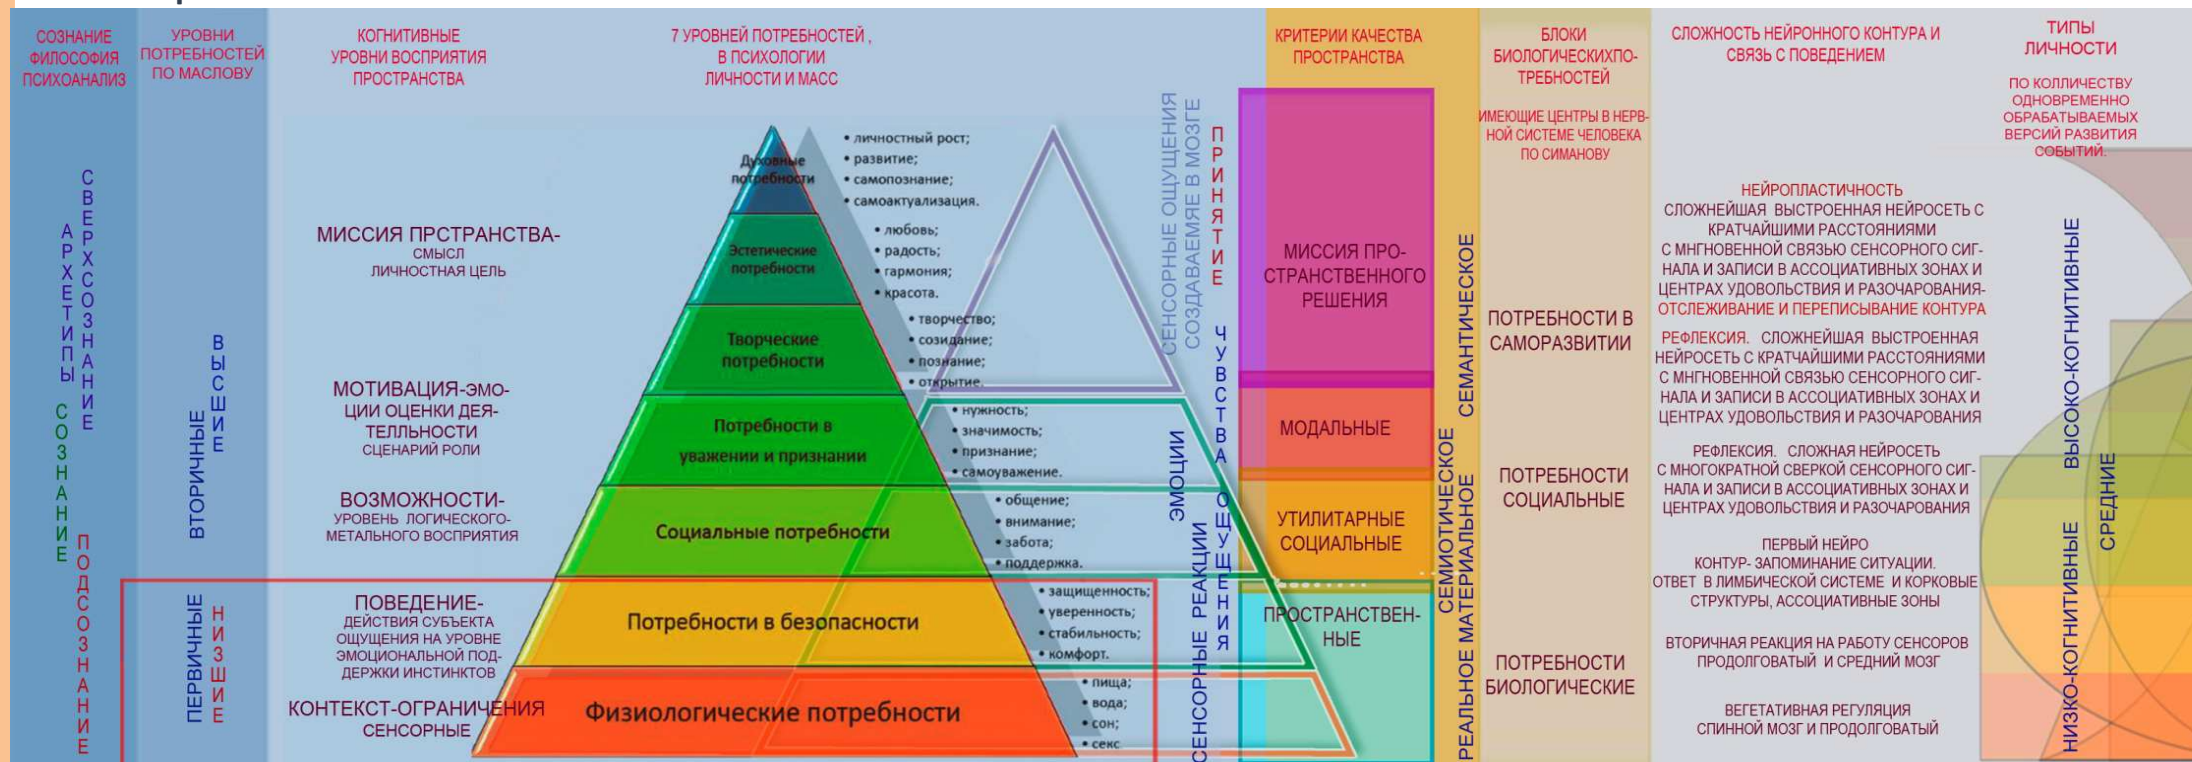 СОЗНАНИЕ
ФИЛОСОФИЯ
ПСИХОАНАЛИЗ
СВЕРХСОЗНАНИЕ
АРХЕТИПЫ
СОЗНАНИЕ
ПОДСОЗНАНИЕ
УРОВНИ
ПОТРЕБНОСТЕЙ
ПО МАСЛОУ
ВЫСШИЕ
ВТОРИЧНЫЕ
НИЗШИЕ
ПЕРВИЧНЫЕ
КОГНИТИВНЫЕ
УРОВНИ ВОСПРИЯТИЯ
ПРОСТРАНСТВА
МИССИЯ ПРСТРАНСТВА-
СМЫСЛ
ЛИЧНОСТНАЯ ЦЕЛЬ
МОТИВАЦИЯ-ЭМО-
ЦИИ ОЦЕНКИ ДЕЯ-
ТЕЛЛЬНОСТИ
СЦЕНАРИЙ РОЛИ
ВОЗМОЖНОСТИ-
УРОВЕНЬ ЛОГИЧЕСКОГО-
МЕТАЛЬНОГО ВОСПРИЯТИЯ
ПОВЕДЕНИЕ-
ДЕЙСТВИЯ СУБЪЕКТА
ОЩУЩЕНИЯ НА УРОВНЕ
ЭМОЦИОНАЛЬНОЙ ПОД-
ДЕРЖКИ ИНСТИНКТОВ
КОНТЕКСТ-ОГРАНИЧЕНИЯ
СЕНСОРНЫЕ
7 УРОВНЕЙ ПОТРЕБНОСТЕЙ ,
В ПСИХОЛОГИИ
ЛИЧНОСТИ И МАСС
Духовные
потребности
• личностный рост;
• развитие;
• самопознание;
• самоактуализация.
Эстетические
потребности
• любовь;
• радость;
• гармония;
• красота.
Творческие
потребности
• творчество;
• созидание;
• познание;
• открытие.
Потребности в
уважении и признании
• нужность;
• значимость;
• признание;
• самоуважение.
Социальные потребности
• общение;
• внимание;
• забота;
• поддержка.
Потребности в безопасности
• защищенность;
• уверенность;
• стабильность;
• комфорт.
Физиологические потребности
• пища;
• вода;
• сон;
• секс
СЕНСОРНЫЕ ОЩУЩЕНИЯ
СОЗДАВАЕМЯЕ В МОЗГЕ
ПРИНЯТИЕ
ЧУВСТВА
ОЩУЩЕНИЯ
ЭМОЦИИ
СЕНСОРНЫЕ РЕАКЦИИ
КРИТЕРИИ КАЧЕСТВА
ПРОСТРАНСТВА
МИССИЯ ПРО-
СТРАНСТВЕННОГО
РЕШЕНИЯ
МОДАЛЬНЫЕ
УТИЛИТАРНЫЕ
СОЦИАЛЬНЫЕ
ПРОСТРАНСТВЕН-
НЫЕ
СЕМАНТИЧЕСКОЕ
СЕМИОТИЧЕСКОЕ
РЕАЛЬНОЕ МАТЕРИАЛЬНОЕ
БЛОКИ
БИОЛОГИЧЕСКИХПО-
ТРЕБНОСТЕЙ
ИМЕЮЩИЕ ЦЕНТРЫ В НЕРВ-
НОЙ СИСТЕМЕ ЧЕЛОВЕКА
ПО СИМАНОВУ
ПОТРЕБНОСТИ В
САМОРАЗВИТИИ
ПОТРЕБНОСТИ
СОЦИАЛЬНЫЕ
ПОТРЕБНОСТИ
БИОЛОГИЧЕСКИЕ
СЛОЖНОСТЬ НЕЙРОННОГО КОНТУРА И
СВЯЗЬ С ПОВЕДЕНИЕМ
НЕЙРОПЛАСТИЧНОСТЬ
СЛОЖНЕЙШАЯ ВЫСТРОЕННАЯ НЕЙРОСЕТЬ С
КРАТЧАЙШИМИ РАССТОЯНИЯМИ
С МНГНОВЕННОЙ СВЯЗЬЮ СЕНСОРНОГО СИГ-
НАЛА И ЗАПИСИ В АССОЦИАТИВНЫХ ЗОНАХ И
ЦЕНТРАХ УДОВОЛЬСТВИЯ И РАЗОЧАРОВАНИЯ-
ОТСЛЕЖИВАНИЕ И ПЕРЕПИСЫВАНИЕ КОНТУРА
РЕФЛЕКСИЯ. СЛОЖНЕЙШАЯ ВЫСТРОЕННАЯ
НЕЙРОСЕТЬ С КРАТЧАЙШИМИ РАССТОЯНИЯМИ
С МНГНОВЕННОЙ СВЯЗЬЮ СЕНСОРНОГО СИГ-
НАЛА И ЗАПИСИ В АССОЦИАТИВНЫХ ЗОНАХ И
ЦЕНТРАХ УДОВОЛЬСТВИЯ И РАЗОЧАРОВАНИЯ
РЕФЛЕКСИЯ. СЛОЖНАЯ НЕЙРОСЕТЬ
С МНОГОКРАТНОЙ СВЕРКОЙ СЕНСОРНОГО СИГ-
НАЛА И ЗАПИСИ В АССОЦИАТИВНЫХ ЗОНАХ И
ЦЕНТРАХ УДОВОЛЬСТВИЯ И РАЗОЧАРОВАНИЯ
ПЕРВЫЙ НЕЙРО
КОНТУР- ЗАПОМИНАНИЕ СИТУАЦИИ.
ОТВЕТ В ЛИМБИЧЕСКОЙ СИСТЕМЕ И КОРКОВЫЕ
СТРУКТУРЫ, АССОЦИАТИВНЫЕ ЗОНЫ
ВТОРИЧНАЯ РЕАКЦИЯ НА РАБОТУ СЕНСОРОВ
ПРОДОЛГОВАТЫЙ И СРЕДНИЙ МОЗГ
ВЕГЕТАТИВНАЯ РЕГУЛЯЦИЯ
СПИННОЙ МОЗГ И ПРОДОЛГОВАТЫЙ
ТИПЫ
ЛИЧНОСТИ
ПО КОЛЛИЧЕСТВУ
ОДНОВРЕМЕННО
ОБРАБАТЫВАЕМЫХ
ВЕРСИЙ РАЗВИТИЯ
СОБЫТИЙ.
ВЫСОКО-КОГНИТИВНЫЕ
СРЕДНИЕ
НИЗКО-КОГНИТИВНЫЕ